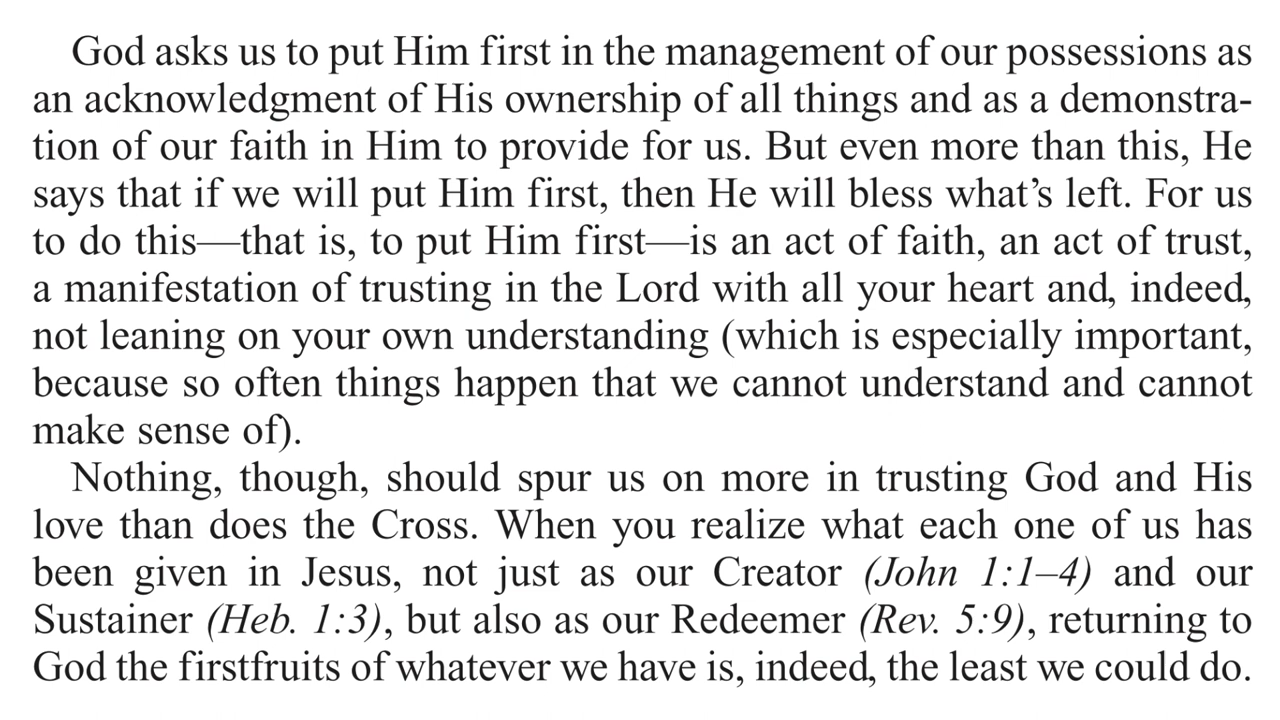 God asks us to put Him first in the management of our possessions as
an acknowledgment of His ownership of all things and as a demonstra-
tion of our faith in Him to provide for us. But even more than this, He
says that if we will put Him first, then He will bless what’s left. For us
to do this—that is, to put Him first—is an act of faith, an act of trust,
a manifestation of trusting in the Lord with all your heart and, indeed,
not leaning on your own understanding (which is especially important,
because so often things happen that we cannot understand and cannot
make sense of).
Nothing, though, should spur us on more in trusting God and His
love than does the Cross. When you realize what each one of us has
been given in Jesus, not just as our Creator (John 1:1–4) and our
Sustainer (Heb. 1:3), but also as our Redeemer (Rev. 5:9), returning to
God the firstfruits of whatever we have is, indeed, the least we could do.